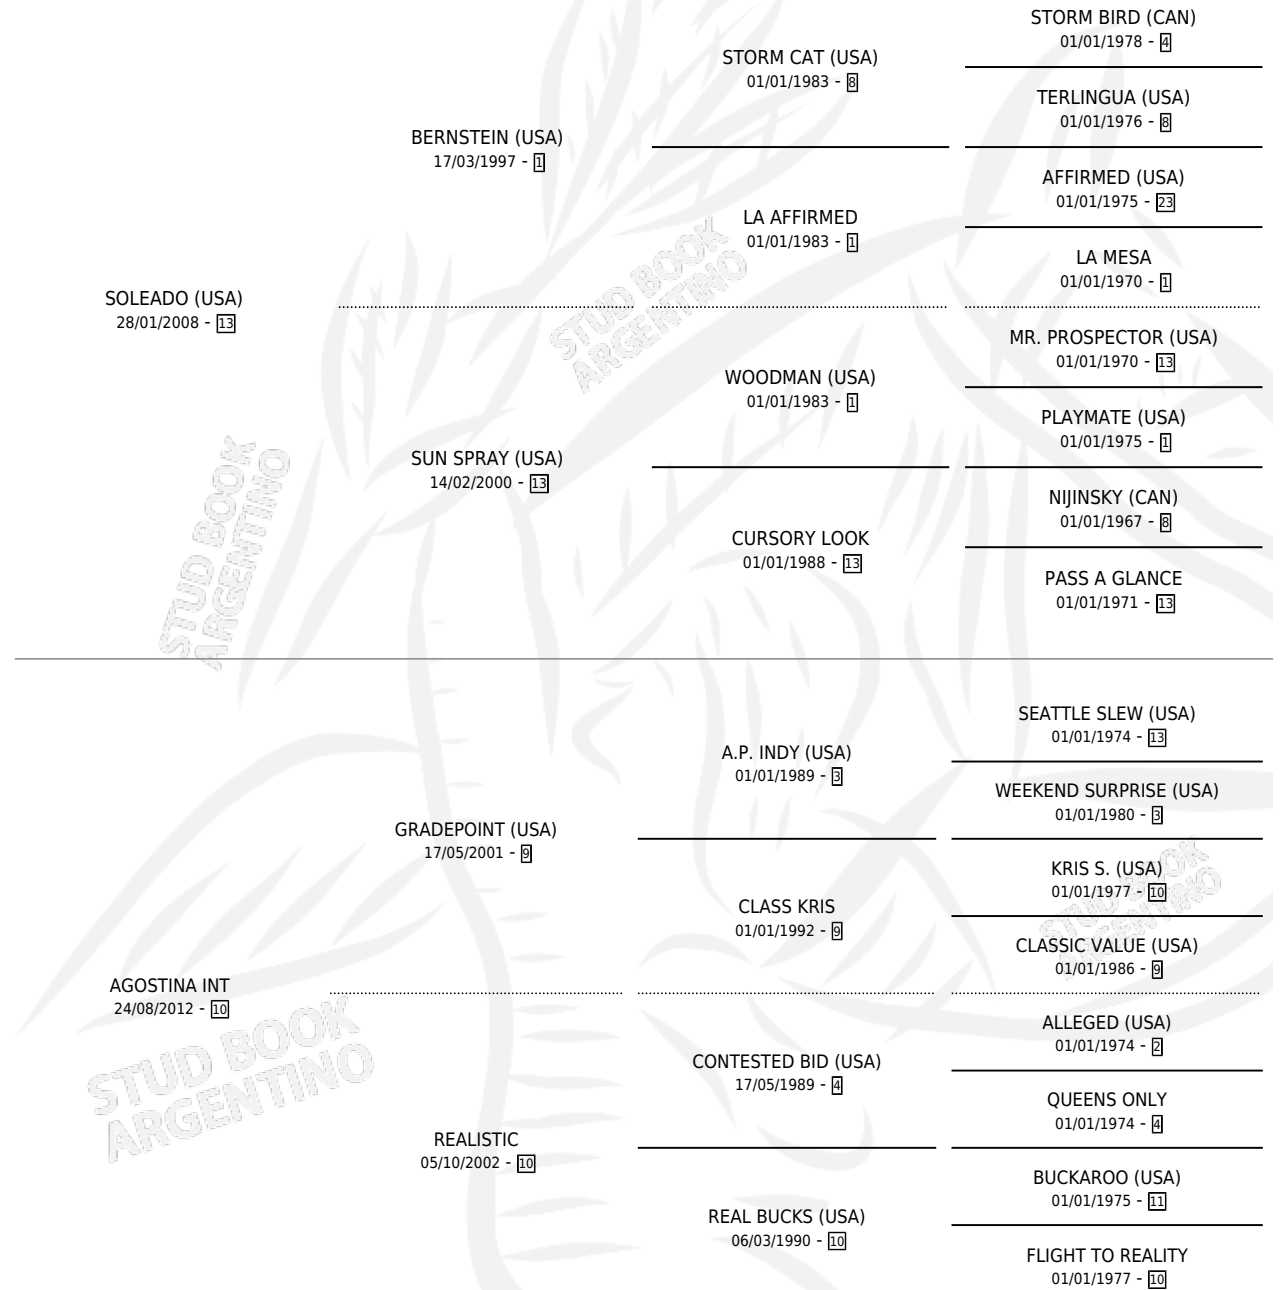 STORM BIRD (CAN)
01/01/1978 - 4
STORM CAT (USA)
01/01/1983 - 8
TERLINGUA (USA)
01/01/1976 - 8
BERNSTEIN (USA)
17/03/1997 - 1
AFFIRMED (USA)
01/01/1975 - 23
LA AFFIRMED
01/01/1983 - 1
LA MESA
01/01/1970 - 1
SOLEADO (USA)
28/01/2008 - 13
MR. PROSPECTOR (USA)
01/01/1970 - 13
WOODMAN (USA)
01/01/1983 - 1
PLAYMATE (USA)
01/01/1975 - 1
SUN SPRAY (USA)
14/02/2000 - 13
NIJINSKY (CAN)
01/01/1967 - 8
CURSORY LOOK
01/01/1988 - 13
PASS A GLANCE
01/01/1971 - 13
SEATTLE SLEW (USA)
01/01/1974 - 13
A.P. INDY (USA)
01/01/1989 - 3
WEEKEND SURPRISE (USA)
01/01/1980 - 3
GRADEPOINT (USA)
17/05/2001 - 9
KRIS S. (USA)
01/01/1977 - 10
CLASS KRIS
01/01/1992 - 9
CLASSIC VALUE (USA)
01/01/1986 - 9
AGOSTINA INT
24/08/2012 - 10
ALLEGED (USA)
01/01/1974 - 2
CONTESTED BID (USA)
17/05/1989 - 4
QUEENS ONLY
01/01/1974 - 4
REALISTIC
05/10/2002 - 10
BUCKAROO (USA)
01/01/1975 - 11
REAL BUCKS (USA)
06/03/1990 - 10
FLIGHT TO REALITY
01/01/1977 - 10
STUD BOOK
ARGENTINO
STUD BOOK
ARGENTINO
STUD BOOK
ARGENTINO
STUD BOOK
ARGENTINO